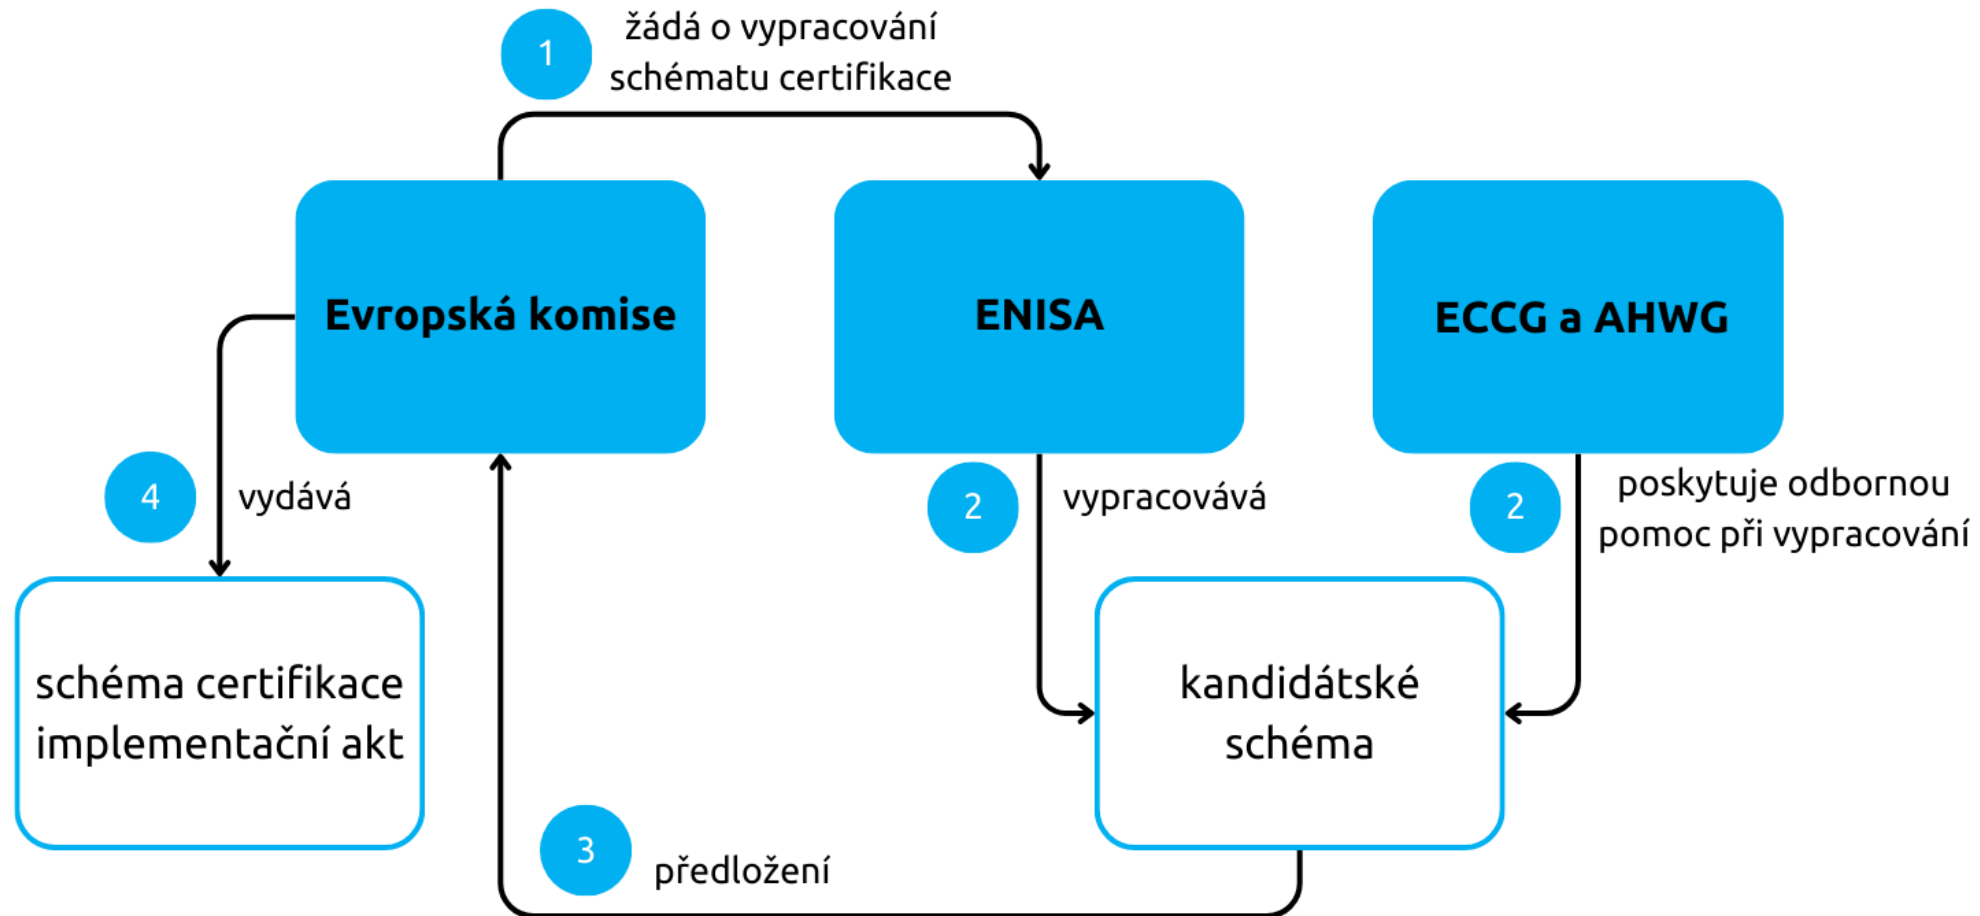 1
žádá o vypracování
schématu certifikace
Evropská komise
ENISA
ECCG a AHWG
4
vydává
2
vypracovává
2
poskytuje odbornou
pomoc při vypracování
schéma certifikace
implementační akt
kandidátské
schéma
3
předložení